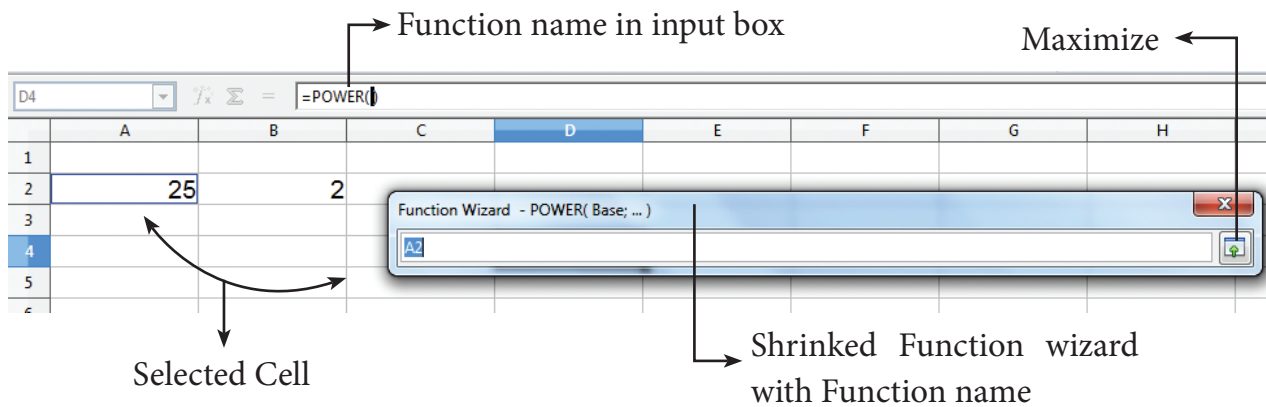 Function name in input box
Maximize
D4
=POWER()
A B C D E F G H
1
2 25 2
Function Wizard - POWER( Base; ... )
3
A2
4
5
6
Shrinked Function wizard
with Function name
Selected Cell